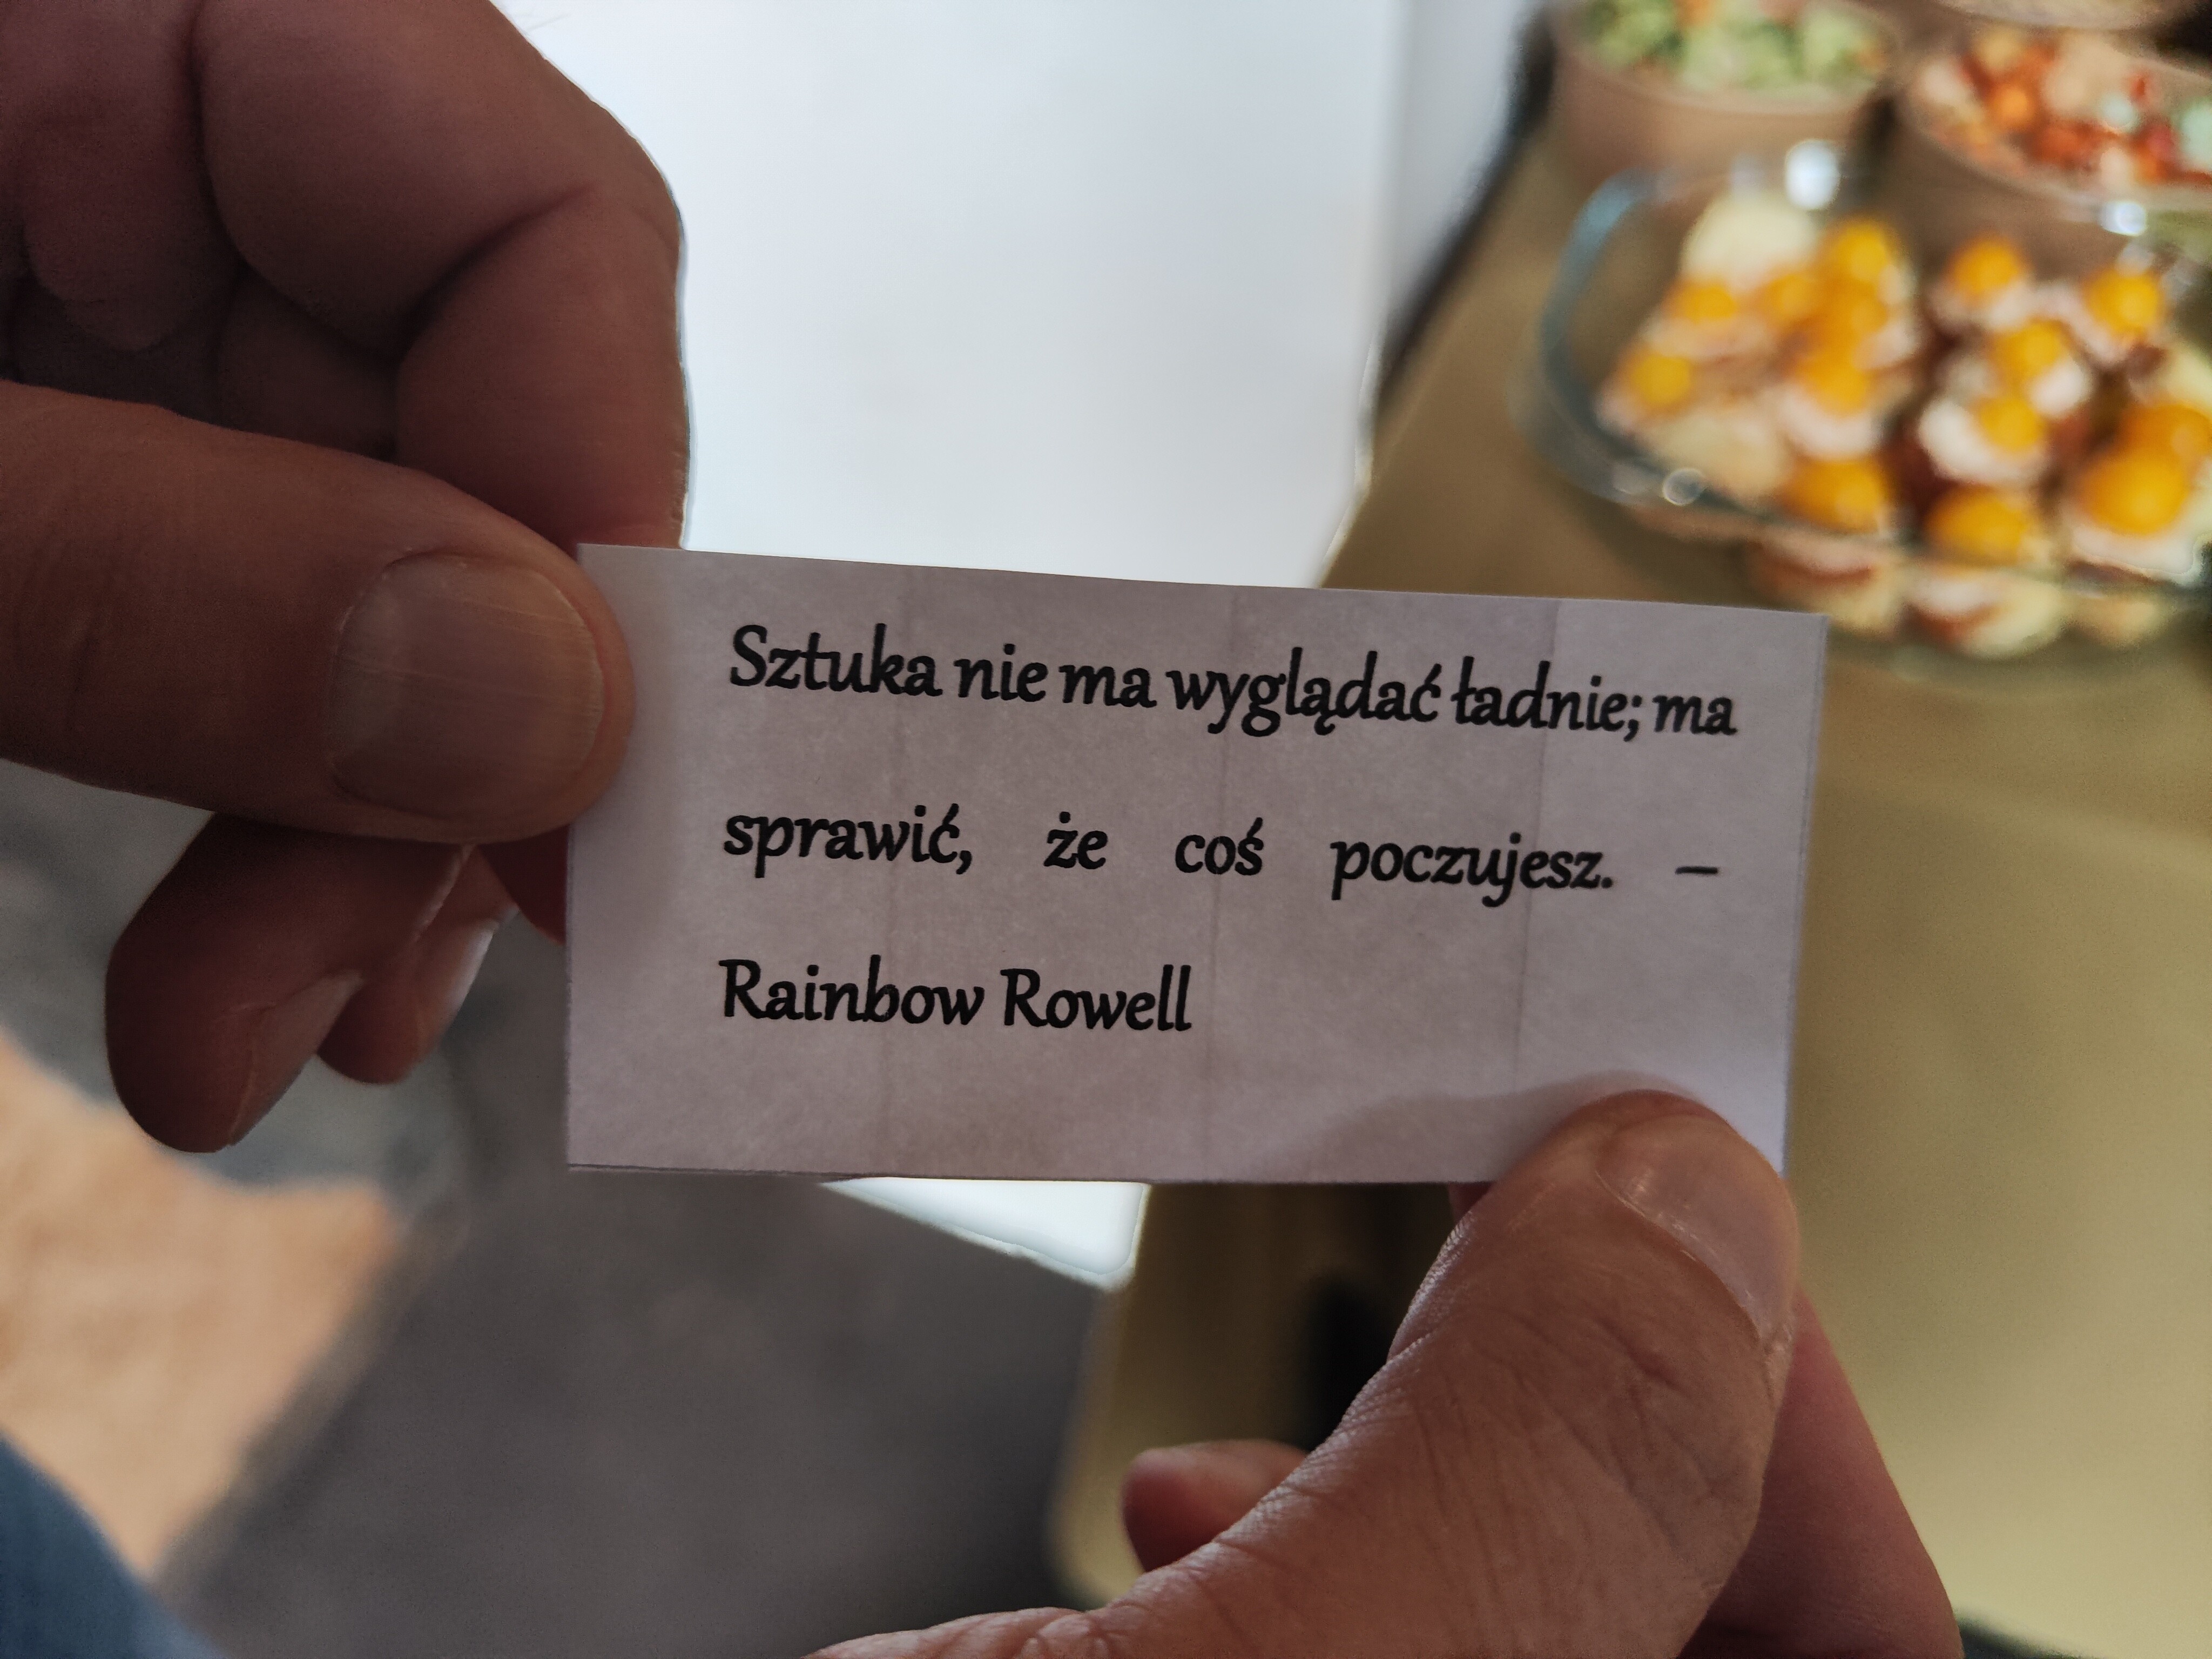 Sztuka nie ma wyglądać ładnie; ma
sprawić, że coś poczujesz. –
Rainbow Rowell